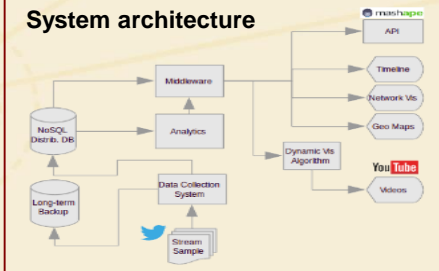 System architecture
mashape
API
Middleware
Timeline
Network Vis
NoSQL
Distrib. DB
Analytics
Geo Maps
Dynamic Vis
Algorithm
YouTube
Data Collection
System
Videos
Long-term
Backup
Stream
Sample